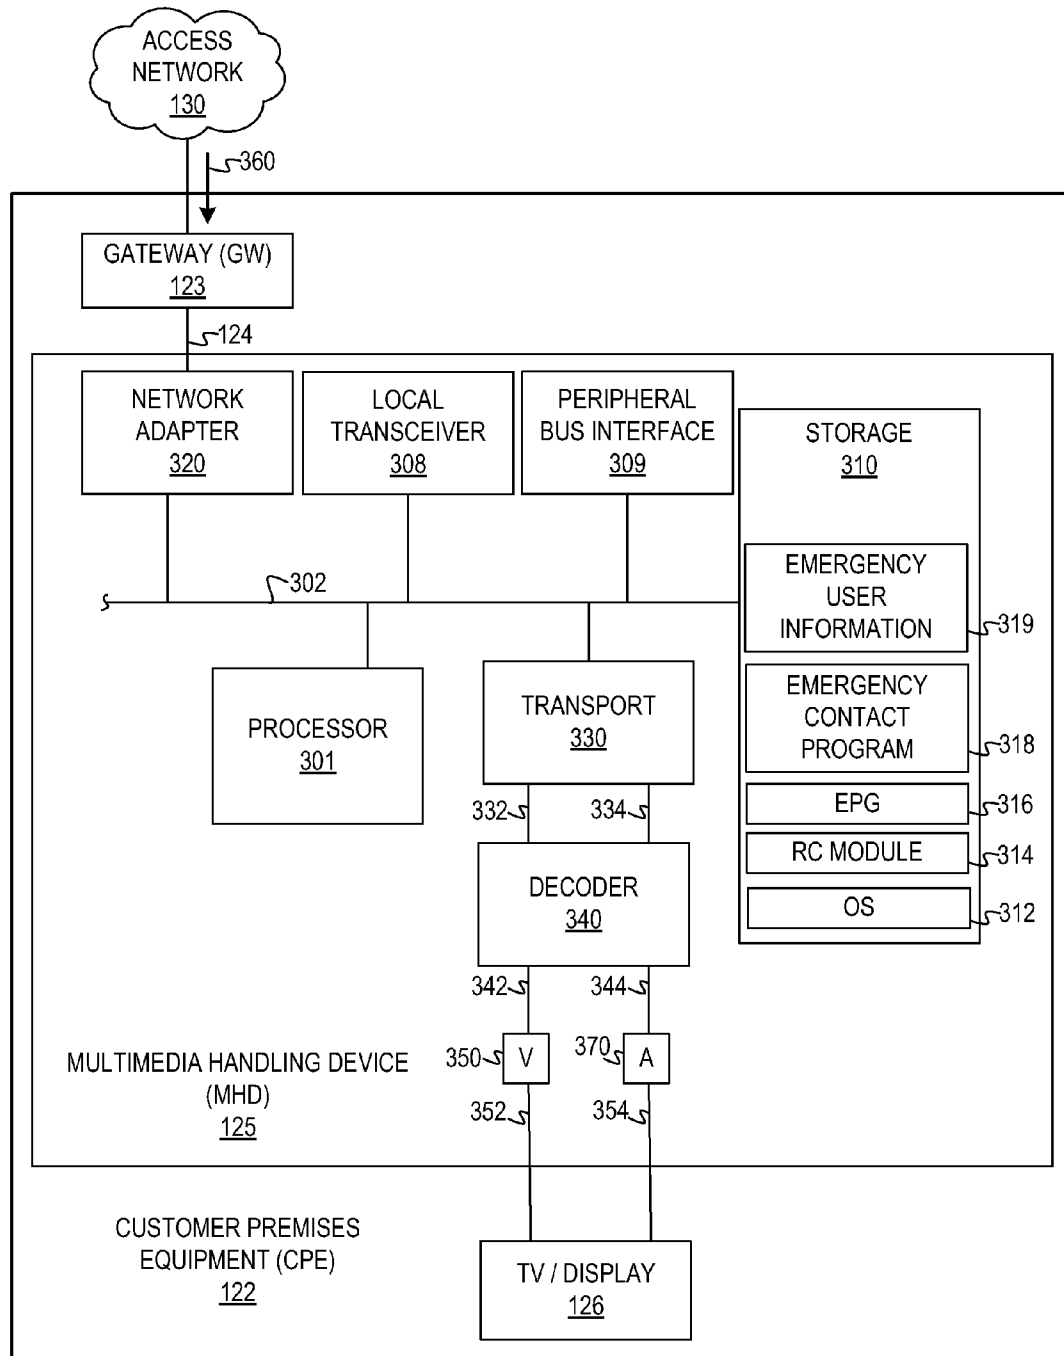 ACCESS
NETWORK
130
360
GATEWAY (GW)
123
124
NETWORK
ADAPTER
320
LOCAL
TRANSCEIVER
308
PERIPHERAL
BUS INTERFACE
309
STORAGE
310
302
EMERGENCY
USER
INFORMATION
319
PROCESSOR
301
TRANSPORT
330
EMERGENCY
CONTACT
PROGRAM
318
332
334
EPG
316
RC MODULE
314
DECODER
340
OS
312
342
344
350
V
370
A
MULTIMEDIA HANDLING DEVICE
(MHD)
125
352
354
CUSTOMER PREMISES
EQUIPMENT (CPE)
122
TV / DISPLAY
126